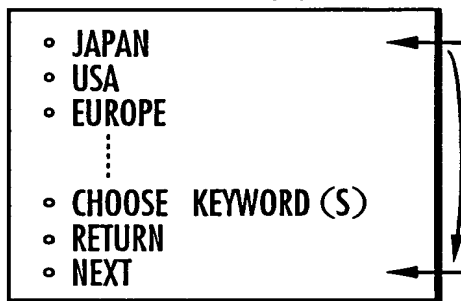 ∘ JAPAN
∘ USA
∘ EUROPE
∘ CHOOSE KEYWORD (S)
∘ RETURN
∘ NEXT